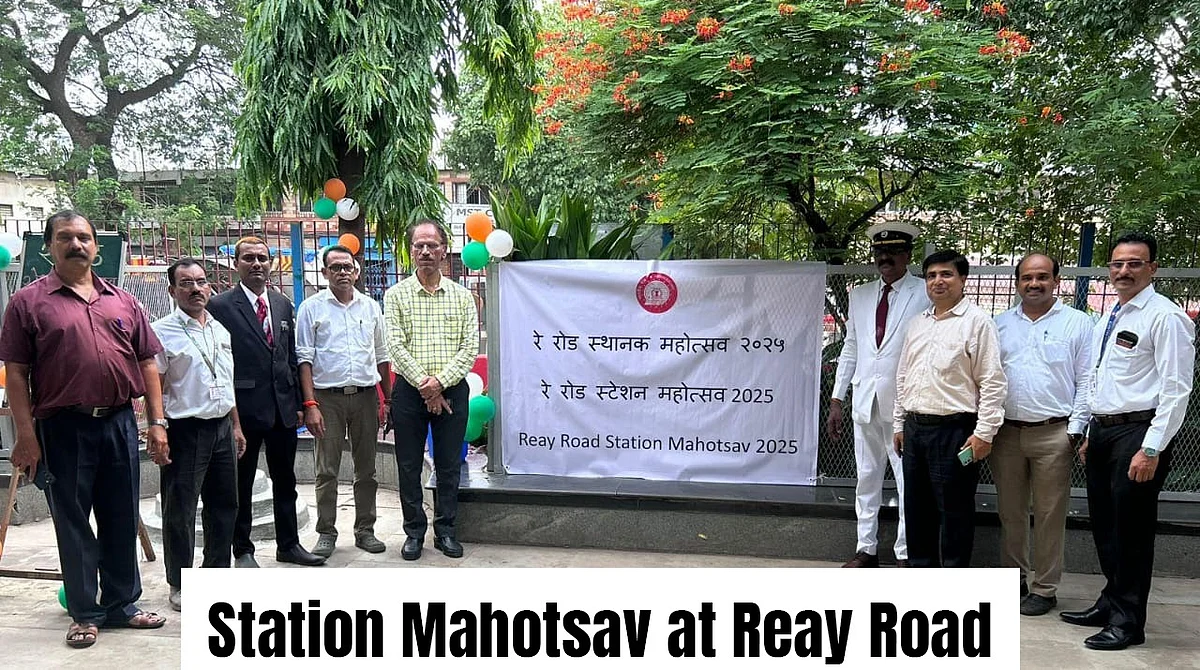 रे रोड स्थानक महोत्सव २०२५
रे रोड स्टेशन महोत्सव 2025
Reay Road Station Mahotsav 2025
Station Mahotsav at Reay Road